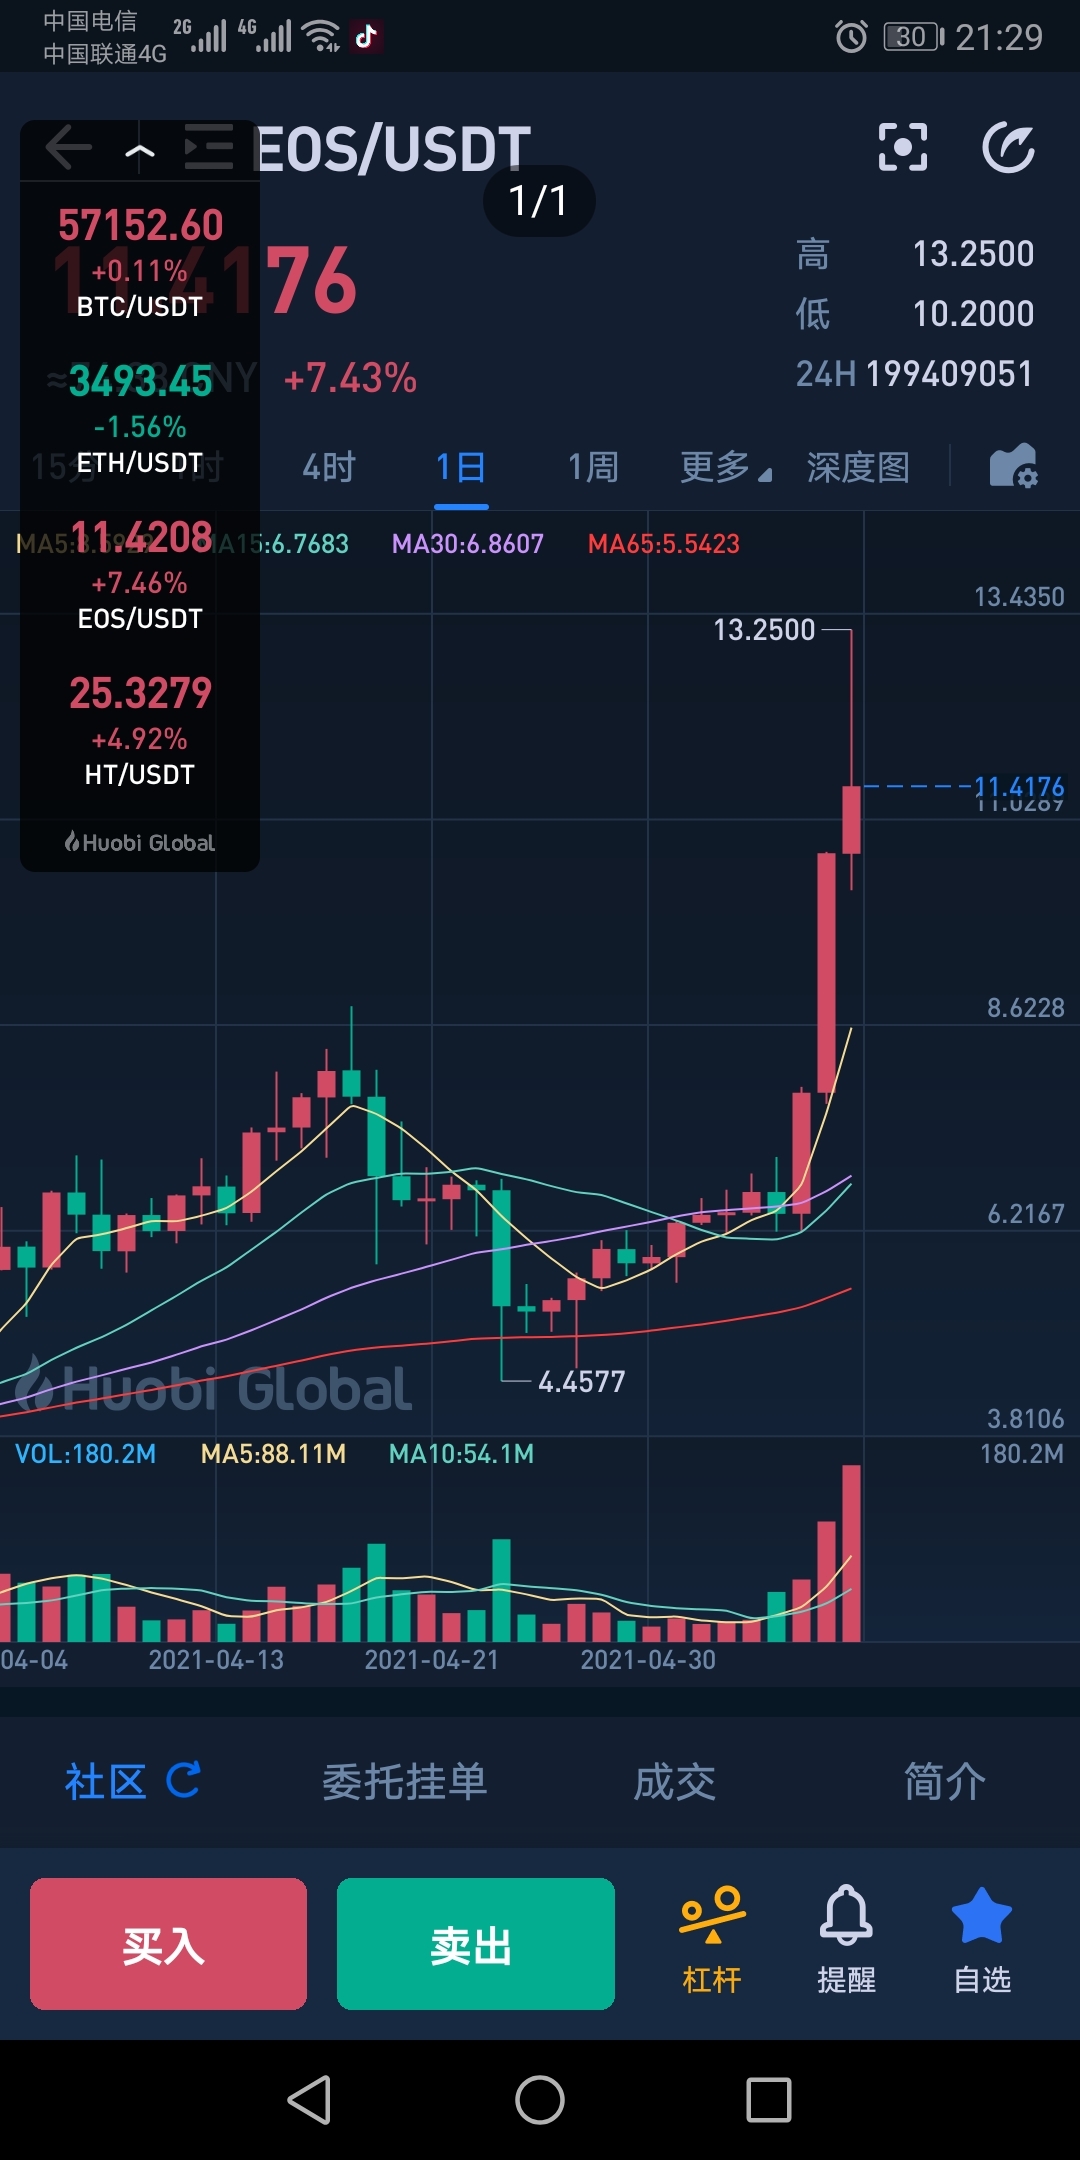 中国电信 2G 4G 30 21:29
中国联通4G
EOS/USDT
1/1
57152.60
+0.11%
BTC/USDT
3493.45
-1.56%
ETH/USDT
11.4208
+7.46%
EOS/USDT
25.3279
+4.92%
HT/USDT
Huobi Global
11.4176
+7.43%
高 13.2500
低 10.2000
24H 199409051
15分 4时 1日 1周 更多 深度图
MA15:6.7683 MA30:6.8607 MA65:5.5423
13.4350
13.2500
11.4176
11.0289
8.6228
6.2167
4.4577
Huobi Global
3.8106
VOL:180.2M MA5:88.11M MA10:54.1M 180.2M
04-04 2021-04-13 2021-04-21 2021-04-30
社区 委托挂单 成交 简介
买入 卖出 杠杆 提醒 自选